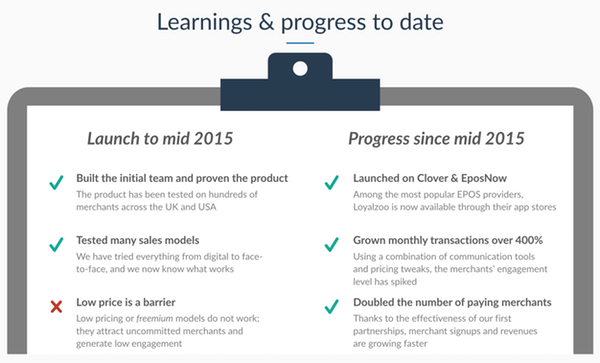 Learnings & progress to date
Launch to mid 2015
Built the initial team and proven the product
The product has been tested on hundreds of
merchants across the UK and USA
Tested many sales models
We have tried everything from digital to face-
to-face, and we now know what works
Low price is a barrier
Low pricing or freemium models do not work;
they attract uncommitted merchants and
generate low engagement
Progress since mid 2015
Launched on Clover & EposNow
Among the most popular EPOS providers,
Loyalzoo is now available through their app stores
Grown monthly transactions over 400%
Using a combination of communication tools
and pricing tweaks, the merchants' engagement
level has spiked
Doubled the number of paying merchants
Thanks to the effectiveness of our first
partnerships, merchant signups and revenues
are growing faster